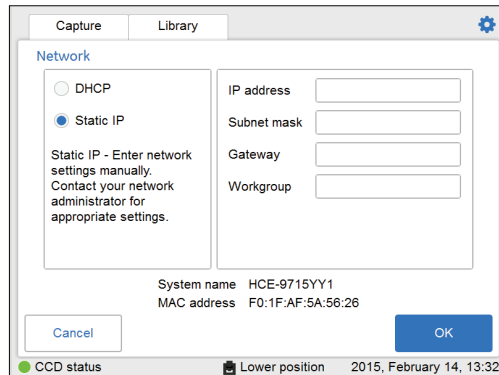 Capture
Library
Network
DHCP
Static IP
Static IP - Enter network
settings manually.
Contact your network
administrator for
appropriate settings.
IP address
Subnet mask
Gateway
Workgroup
System name HCE-9715YY1
MAC address F0:1F:AF:5A:56:26
Cancel
OK
CCD status
Lower position
2015, February 14, 13:32